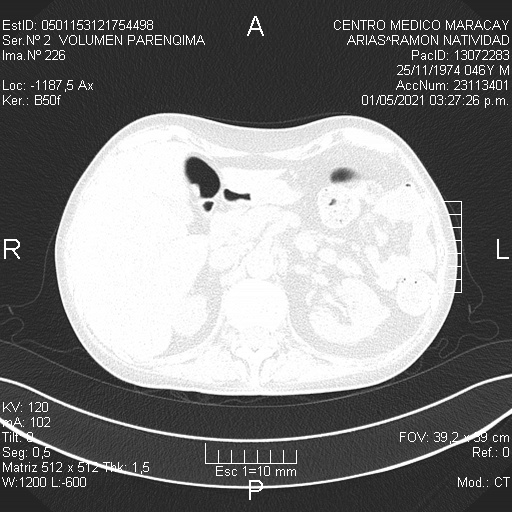 EstID: 0501153121754498
Ser.Nº 2 VOLUMEN PARENQIMA
Ima.Nº 226
Loc: -1187,5 Ax
Ker.: B50f
A
CENTRO MEDICO MARACAY
ARIAS^RAMON NATIVIDAD
PacID: 13072283
25/11/1974 046Y M
AccNum: 23113401
01/05/2021 03:27:26 p.m.
R
L
KV: 120
mA: 102
Tilt: 0
Seg: 0,5
Matriz 512 x 512 Thk: 1,5
W:1200 L:-600
Esc 1=10 mm
P
FOV: 39,2 x 39 cm
Ref.: 0
Mod.: CT